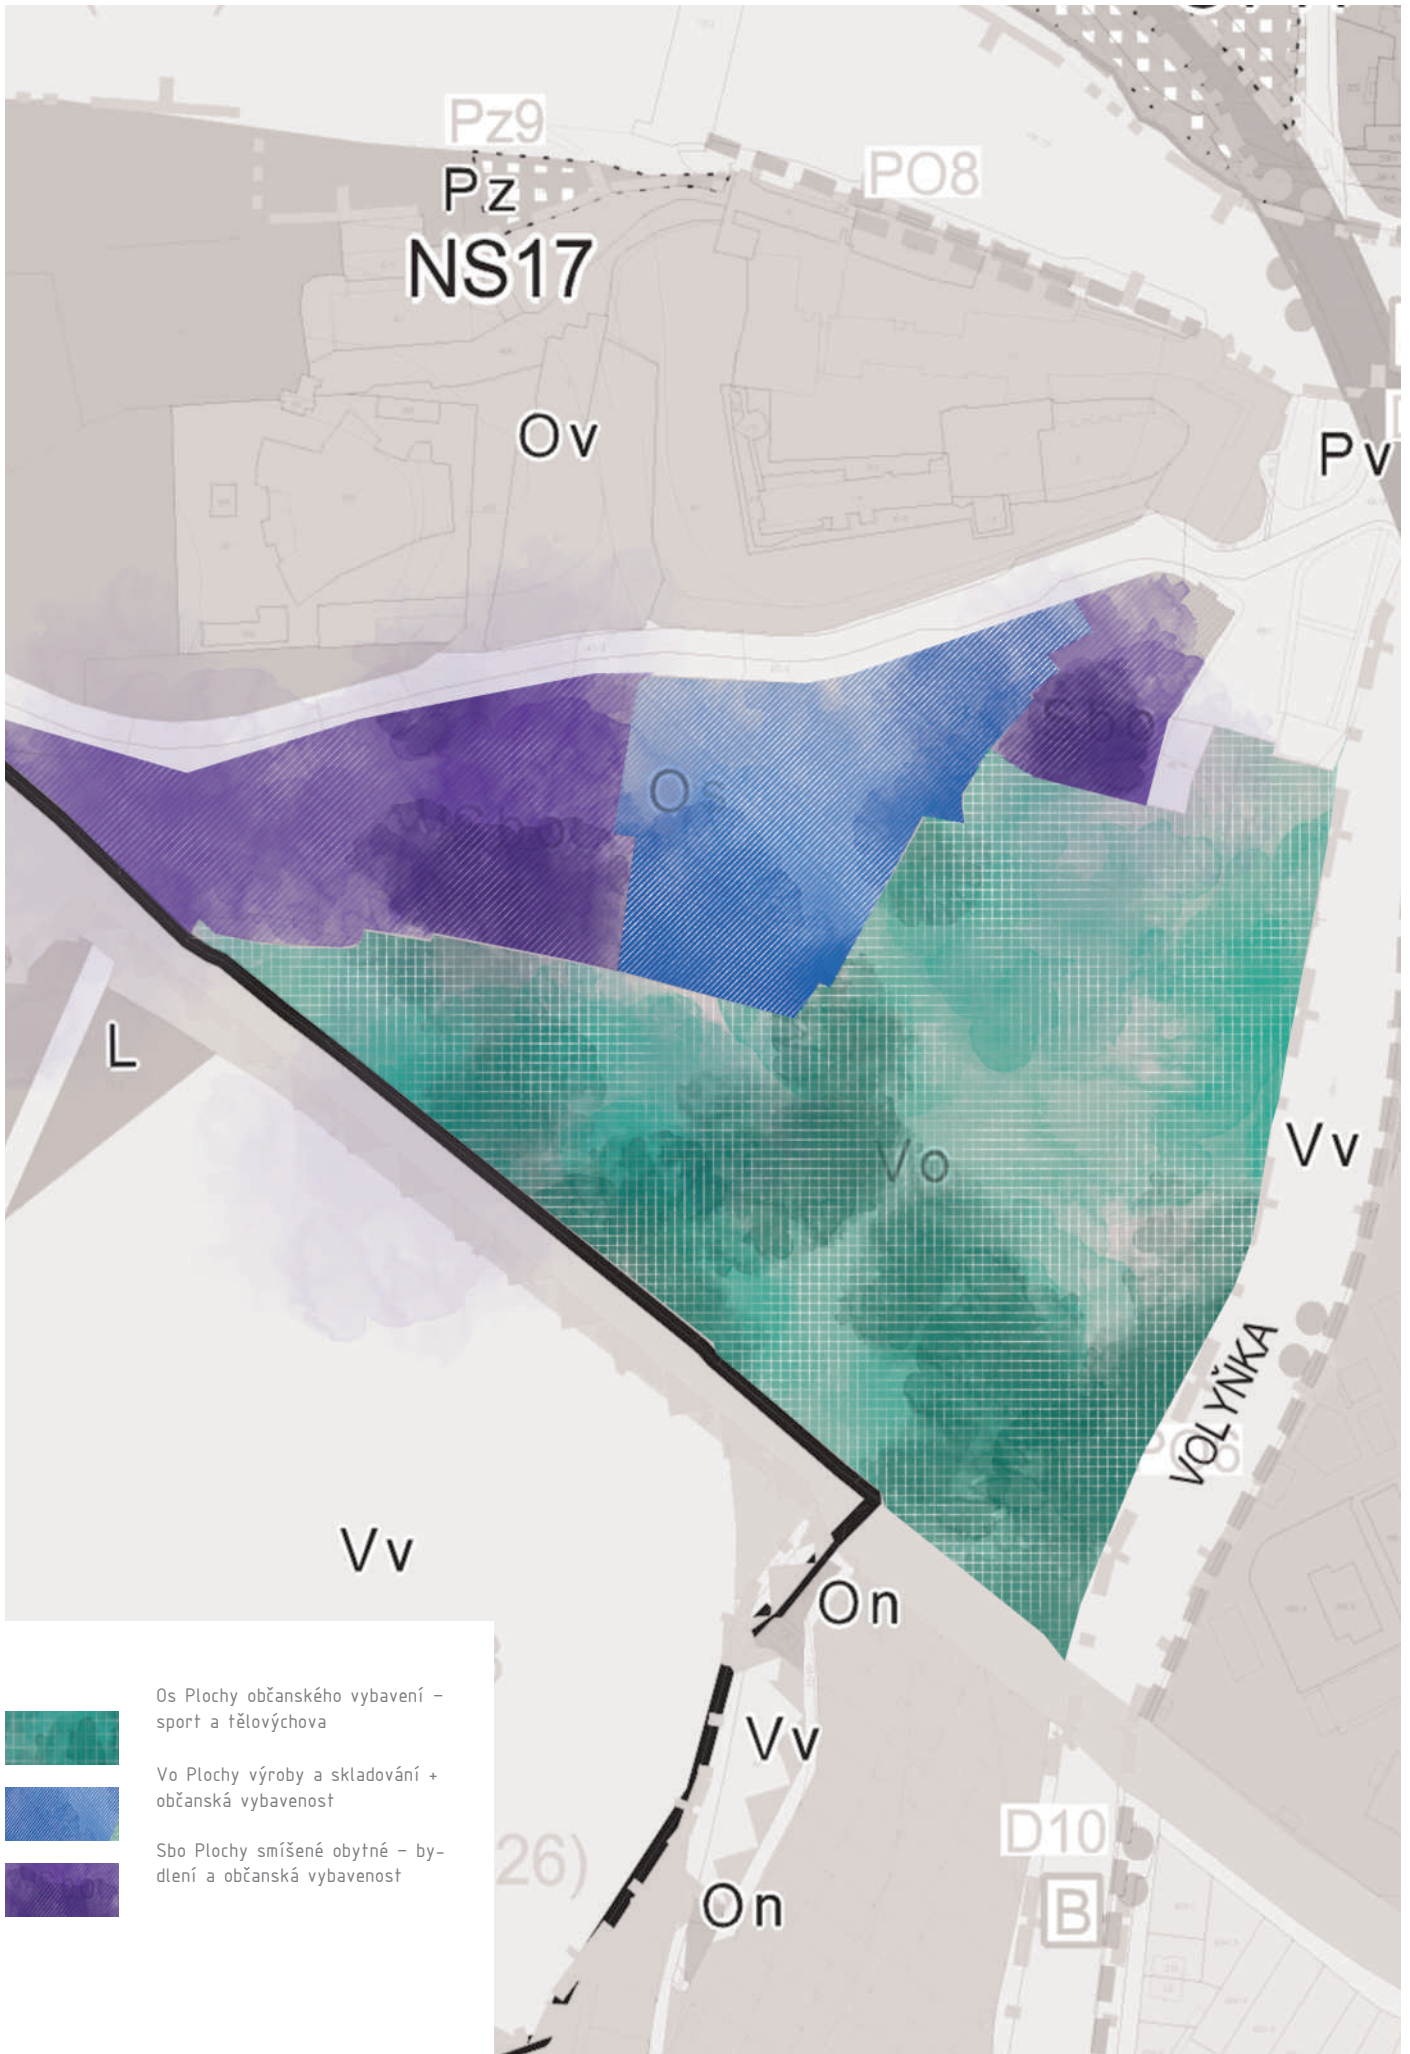 Pz9
PO8
Pz
NS17
Ov
Pv
Sbo
Os
L
Vo
Vv
VOLYŇKA
Vv
On
Vv
D10
26)
On
B
Os Plochy občanského vybavení –
sport a tělovýchova
Vo Plochy výroby a skladování +
občanská vybavenost
Sbo Plochy smíšené obytné – by-
dlení a občanská vybavenost